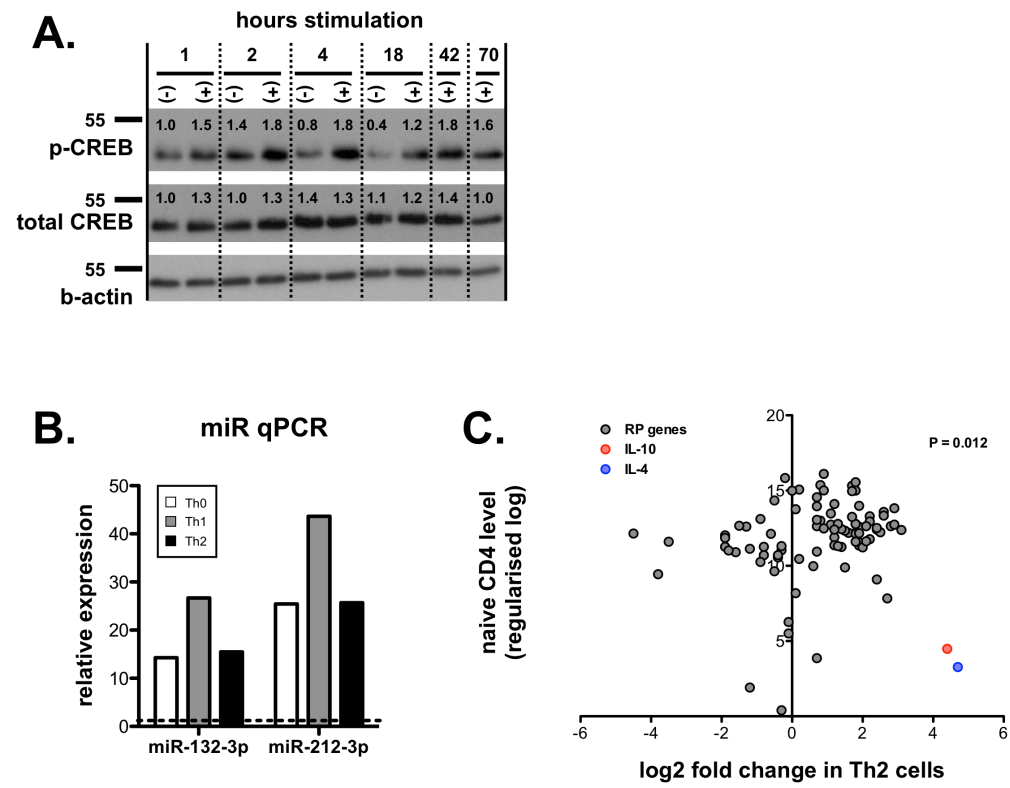 A.
hours stimulation
1 2 4 18 42 70
(-) (+) (-) (+) (-) (+) (-) (+) (+) (+)
55
1.0 1.5 1.4 1.8 0.8 1.8 0.4 1.2 1.8 1.6
p-CREB
55
1.0 1.3 1.0 1.3 1.4 1.3 1.1 1.2 1.4 1.0
total CREB
55
b-actin
B.
miR qPCR
relative expression
50
40
30
20
10
0
Th0
Th1
Th2
miR-132-3p miR-212-3p
C.
RP genes
IL-10
IL-4
P = 0.012
naive CD4 level
(regularised log)
20
15
10
5
-6 -4 -2 0 2 4 6
log2 fold change in Th2 cells